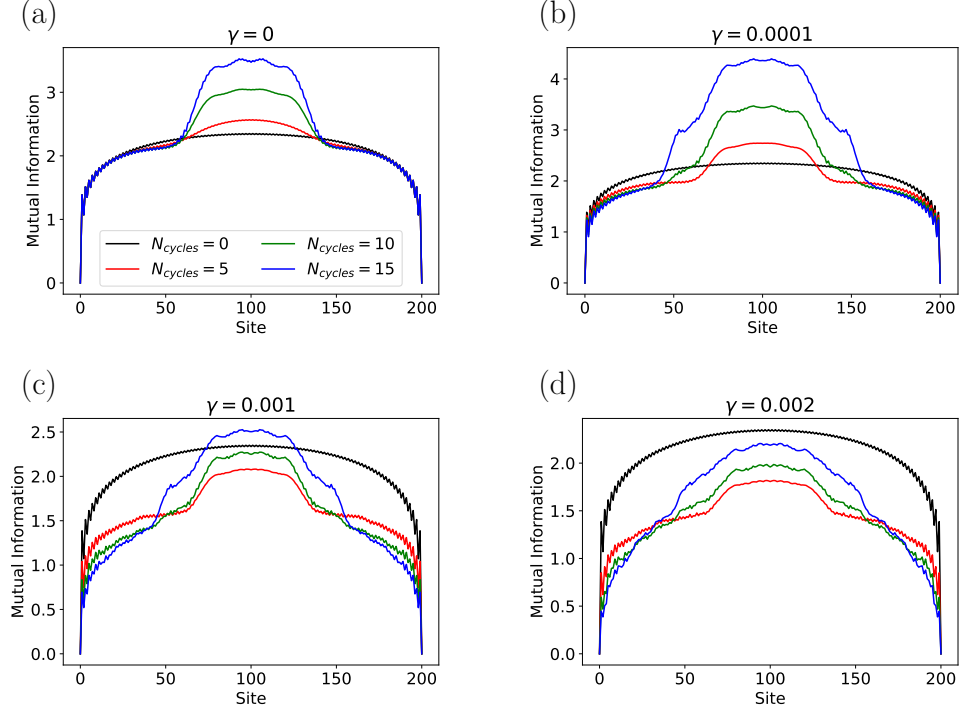 (a)
γ = 0
Mutual Information
3
2
1
0
N_cycles = 0
N_cycles = 5
N_cycles = 10
N_cycles = 15
0 50 100 150 200
Site
(b)
γ = 0.0001
Mutual Information
4
3
2
1
0
0 50 100 150 200
Site
(c)
γ = 0.001
Mutual Information
2.5
2.0
1.5
1.0
0.5
0.0
0 50 100 150 200
Site
(d)
γ = 0.002
Mutual Information
2.0
1.5
1.0
0.5
0.0
0 50 100 150 200
Site